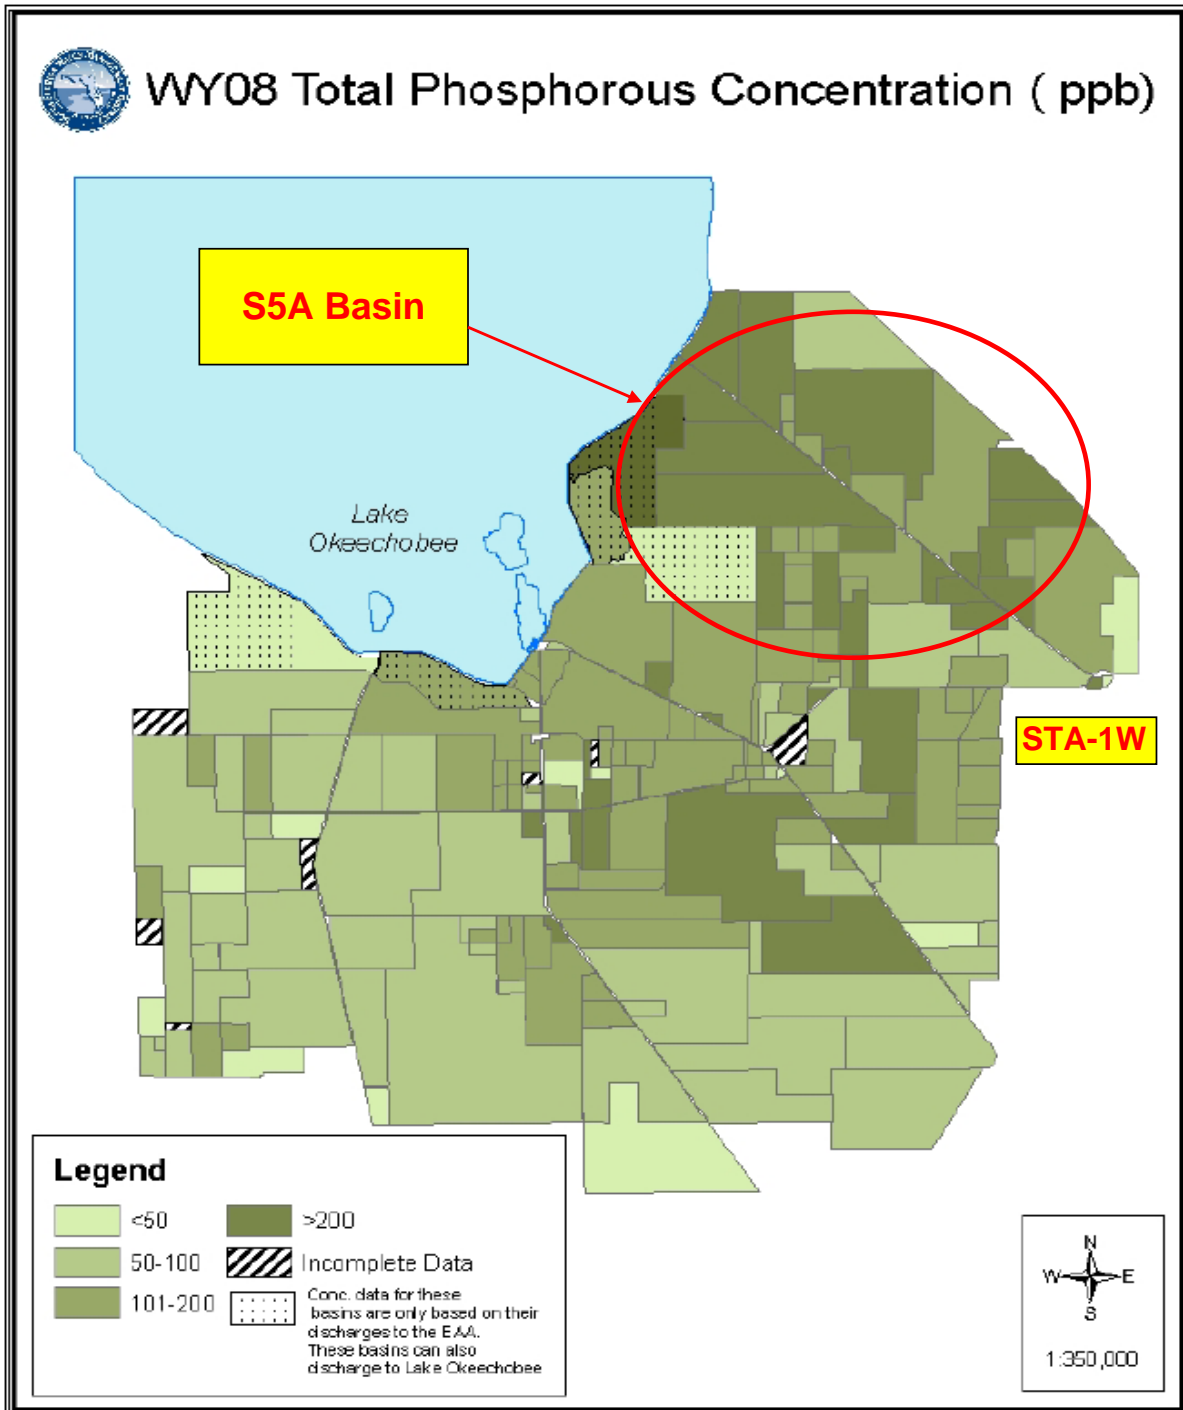 WY08 Total Phosphorous Concentration ( ppb)
S5A Basin
Lake
Okeechobee
STA-1W
Legend
<50
50-100
101-200
>200
Incomplete Data
Conc. data for these
basins are only based on their
discharges to the EAA.
These basins can also
discharge to Lake Okeechobee
N
W E
S
1:350,000